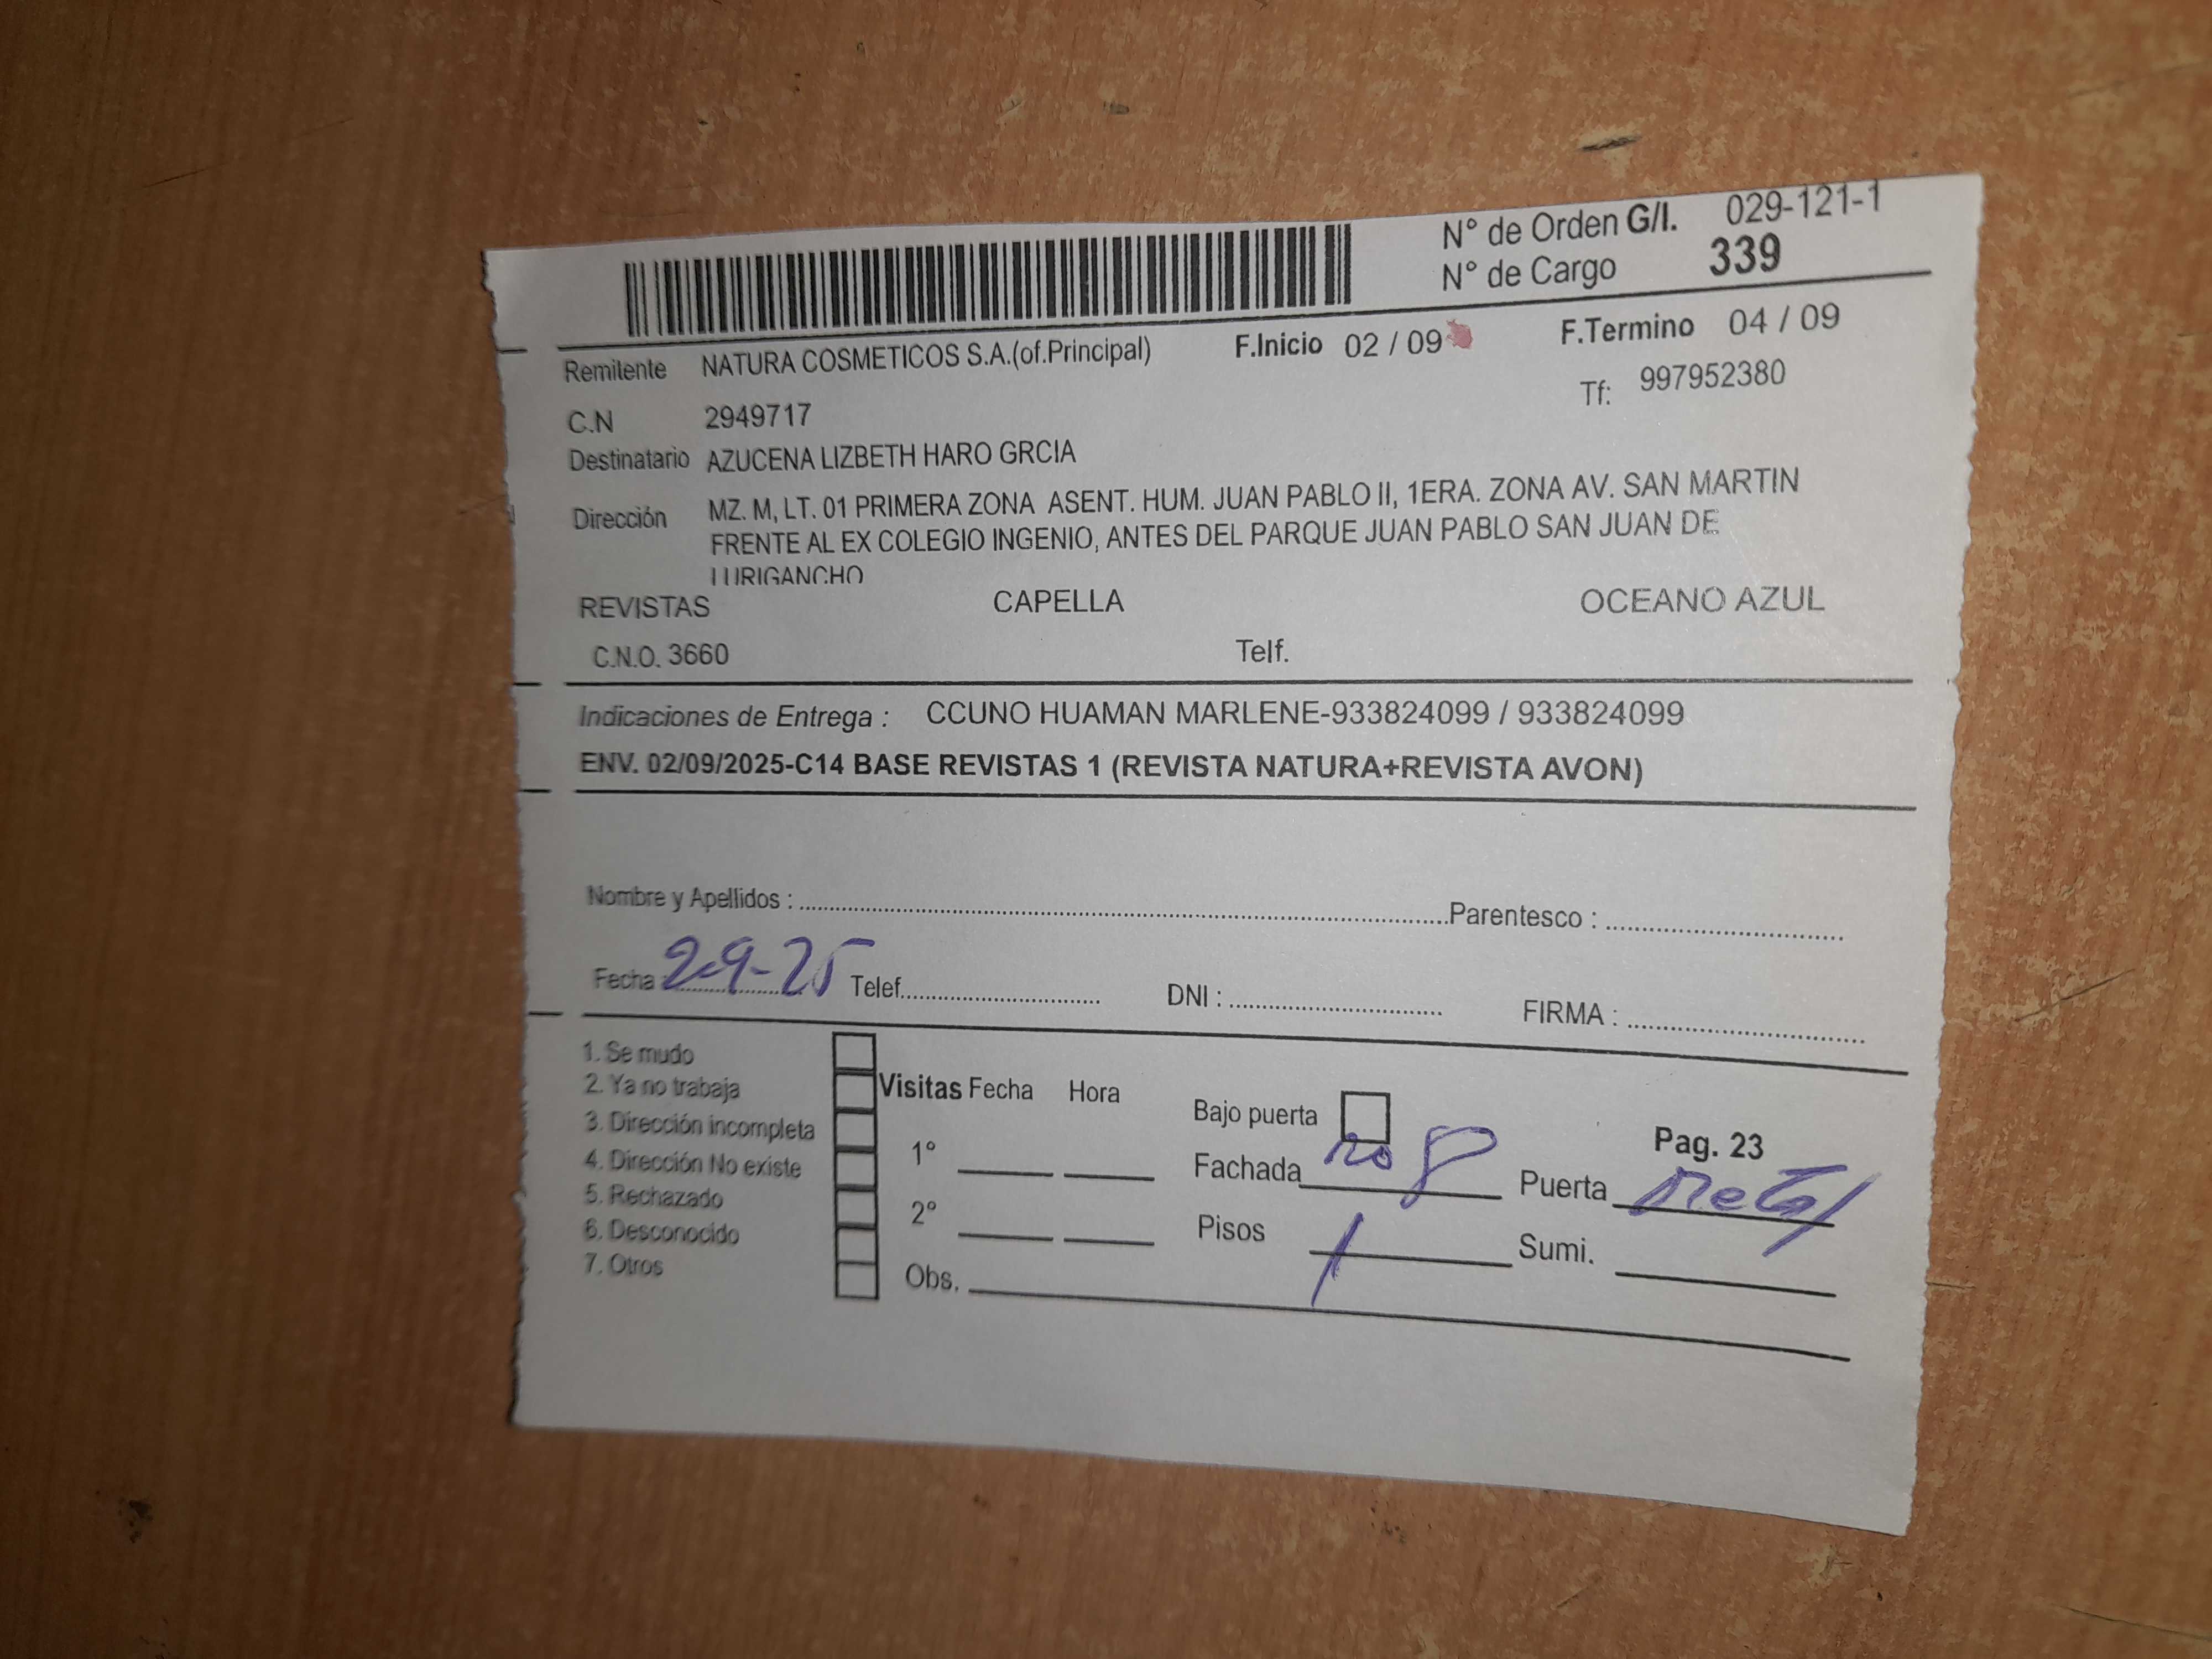 N° de Orden G/I. 029-121-1
N° de Cargo 339
Remitente NATURA COSMETICOS S.A.(of.Principal) F.Inicio 02 / 09 F.Termino 04 / 09
C.N 2949717 Tf: 997952380
Destinatario AZUCENA LIZBETH HARO GRCIA
Dirección MZ. M, LT. 01 PRIMERA ZONA ASENT. HUM. JUAN PABLO II, 1ERA. ZONA AV. SAN MARTIN
FRENTE AL EX COLEGIO INGENIO, ANTES DEL PARQUE JUAN PABLO SAN JUAN DE
LURIGANCHO
REVISTAS CAPELLA OCEANO AZUL
C.N.O. 3660 Telf.
Indicaciones de Entrega : CCUNO HUAMAN MARLENE-933824099 / 933824099
ENV. 02/09/2025-C14 BASE REVISTAS 1 (REVISTA NATURA+REVISTA AVON)
Nombre y Apellidos : Parentesco :
Fecha 2-9-25 Telef. DNI : FIRMA :
1. Se mudo
2. Ya no trabaja Visitas Fecha Hora Bajo puerta Pag. 23
3. Dirección incompleta
4. Dirección No existe 1° Fachada Puerta Metal
5. Rechazado
6. Desconocido 2° Pisos 1 Sumi.
7. Otros Obs.